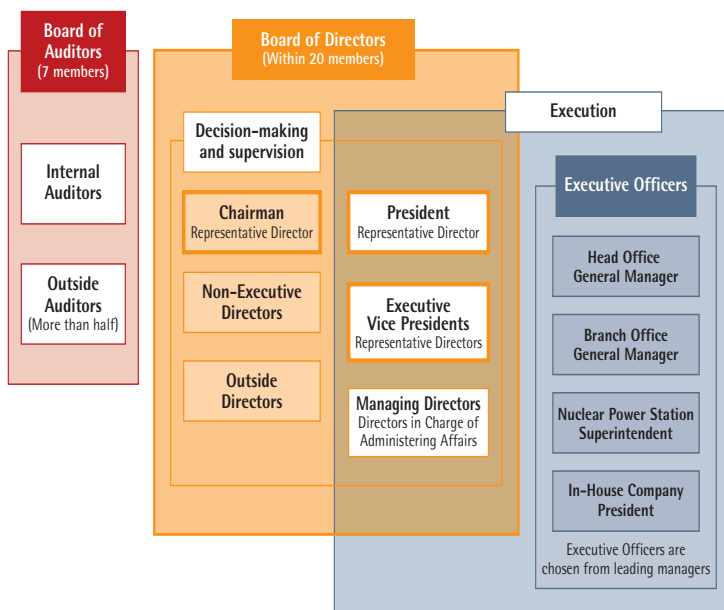 Board of
Auditors
(7 members)
Internal
Auditors
Outside
Auditors
(More than half)
Board of Directors
(Within 20 members)
Decision-making
and supervision
Chairman
Representative Director
Non-Executive
Directors
Outside
Directors
Execution
President
Representative Director
Executive
Vice Presidents
Representative Directors
Managing Directors
Directors in Charge of
Administering Affairs
Executive Officers
Head Office
General Manager
Branch Office
General Manager
Nuclear Power Station
Superintendent
In-House Company
President
Executive Officers are
chosen from leading managers